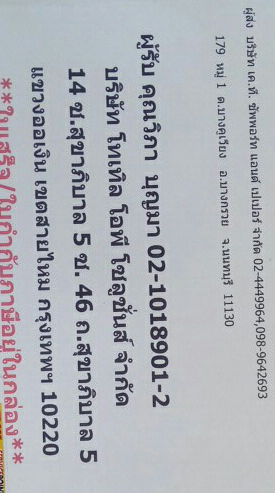 ผู้ส่ง บริษัท เค.ที. ซัพพอร์ท แอนด์ เปเปอร์ จำกัด 02-4449964,098-9642693
179 หมู่ 1 ต.บางคูเวียง อ.บางกรวย จ.นนทบุรี 11130
ผู้รับ คุณวิภา บุญมา 02-1018901-2
บริษัท โทเทิล โอพี โซลูชั่นส์ จำกัด
14 ซ.สุขาภิบาล 5 ซ. 46 ถ.สุขาภิบาล 5
แขวงออเงิน เขตสายไหม กรุงเทพฯ 10220
**ใบเสร็จ/ใบกำกับภาษีอยู่ในกล่อง**